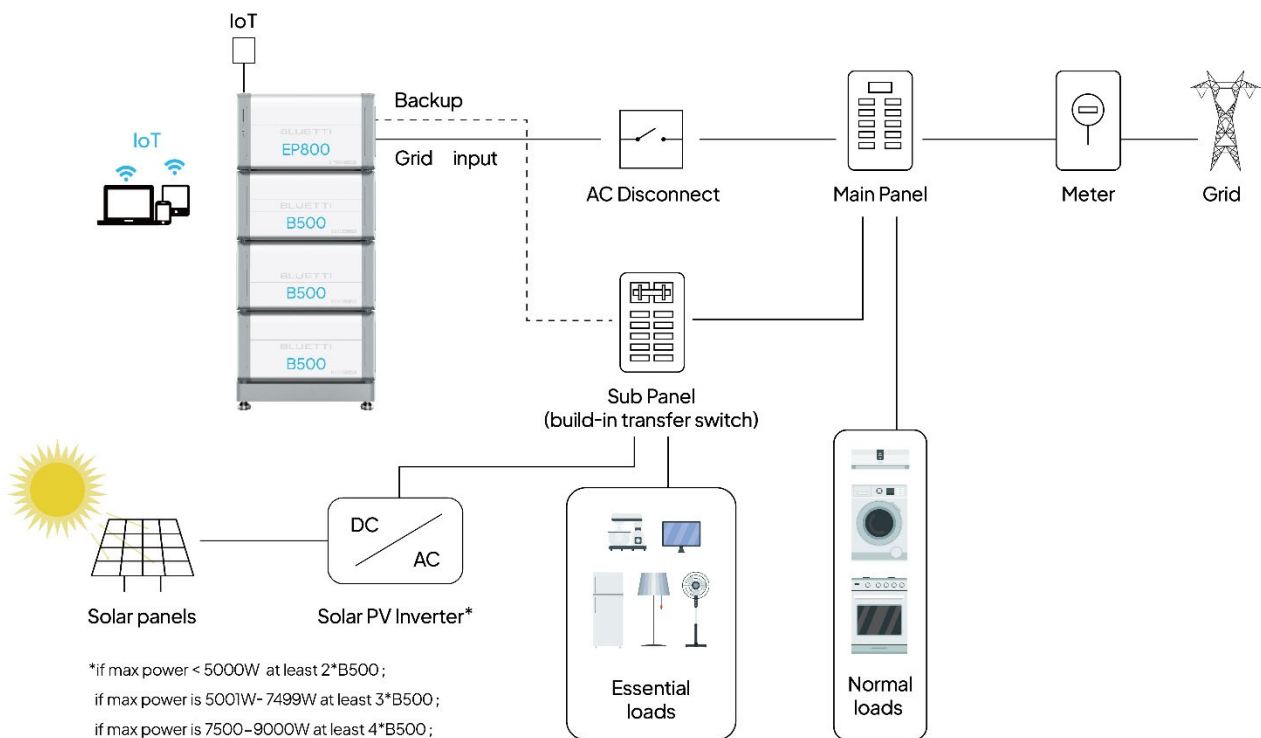 IoT
IoT
BLUETTI
EP800
BLUETTI
B500
BLUETTI
B500
BLUETTI
B500
Backup
Grid input
AC Disconnect
Main Panel
Meter
Grid
Sub Panel
(build-in transfer switch)
DC
AC
Solar panels
Solar PV Inverter*
Essential
loads
Normal
loads
*if max power < 5000W at least 2*B500;
if max power is 5001W-7499W at least 3*B500;
if max power is 7500-9000W at least 4*B500;